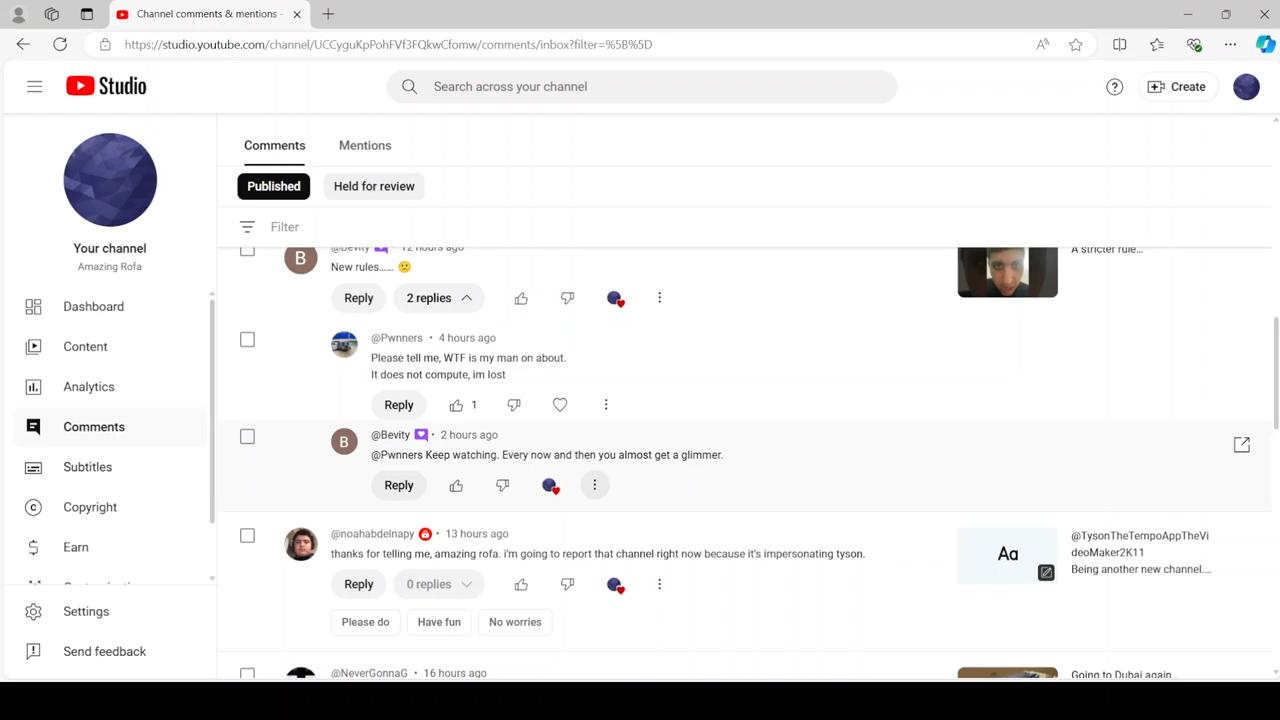 Channel comments & mentions -
https://studio.youtube.com/channel/UCCyguKpPohFVf3FQkwCfomw/comments/inbox?filter=%5B%5D
Studio
Search across your channel
Create
Your channel
Amazing Rofa
Dashboard
Content
Analytics
Comments
Subtitles
Copyright
Earn
Settings
Send feedback
Comments Mentions
Published Held for review
Filter
@Bevity 12 hours ago
New rules...... 🙁
A stricter rule...
Reply 2 replies
@Pwnners • 4 hours ago
Please tell me, WTF is my man on about.
It does not compute, im lost
Reply 1
@Bevity • 2 hours ago
@Pwnners Keep watching. Every now and then you almost get a glimmer.
Reply
@noahabdelnapy • 13 hours ago
thanks for telling me, amazing rofa. i'm going to report that channel right now because it's impersonating tyson.
Aa
@TysonTheTempoAppTheVi
deoMaker2K11
Being another new channel....
Reply 0 replies
Please do Have fun No worries
@NeverGonnaG • 16 hours ago
Going to Dubai again...